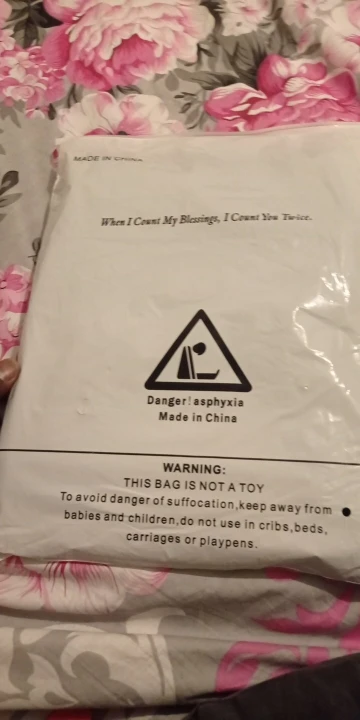 MADE IN CHINA
When I Count My Blessings, I Count You Twice.
Danger!asphyxia
Made in China
WARNING:
THIS BAG IS NOT A TOY
To avoid danger of suffocation,keep away from
babies and children,do not use in cribs,beds,
carriages or playpens.